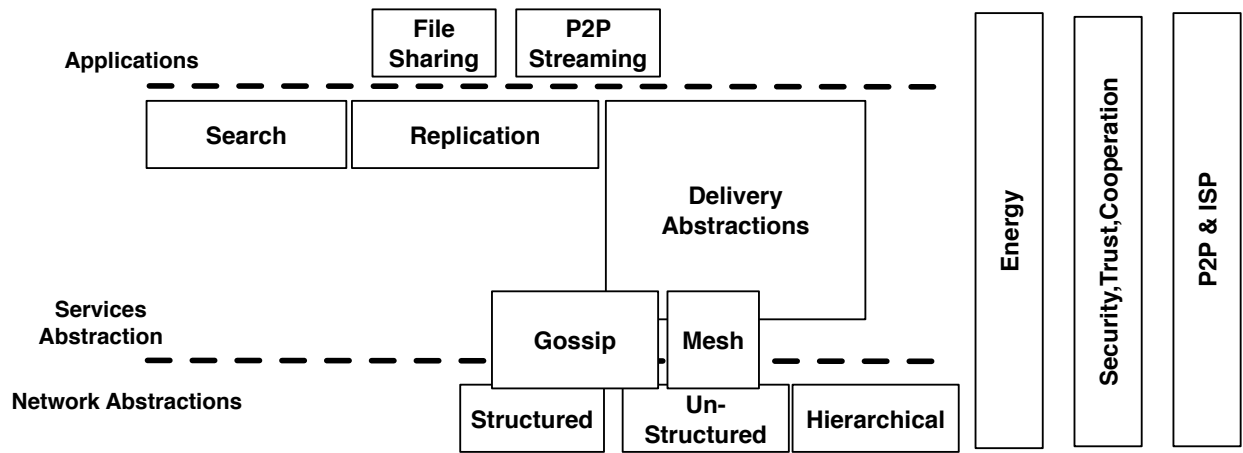 File
Sharing
P2P
Streaming
Applications
Search
Replication
Delivery
Abstractions
Services
Abstraction
Gossip
Mesh
Network Abstractions
Structured
Un-
Structured
Hierarchical
Energy
Security,Trust,Cooperation
P2P & ISP